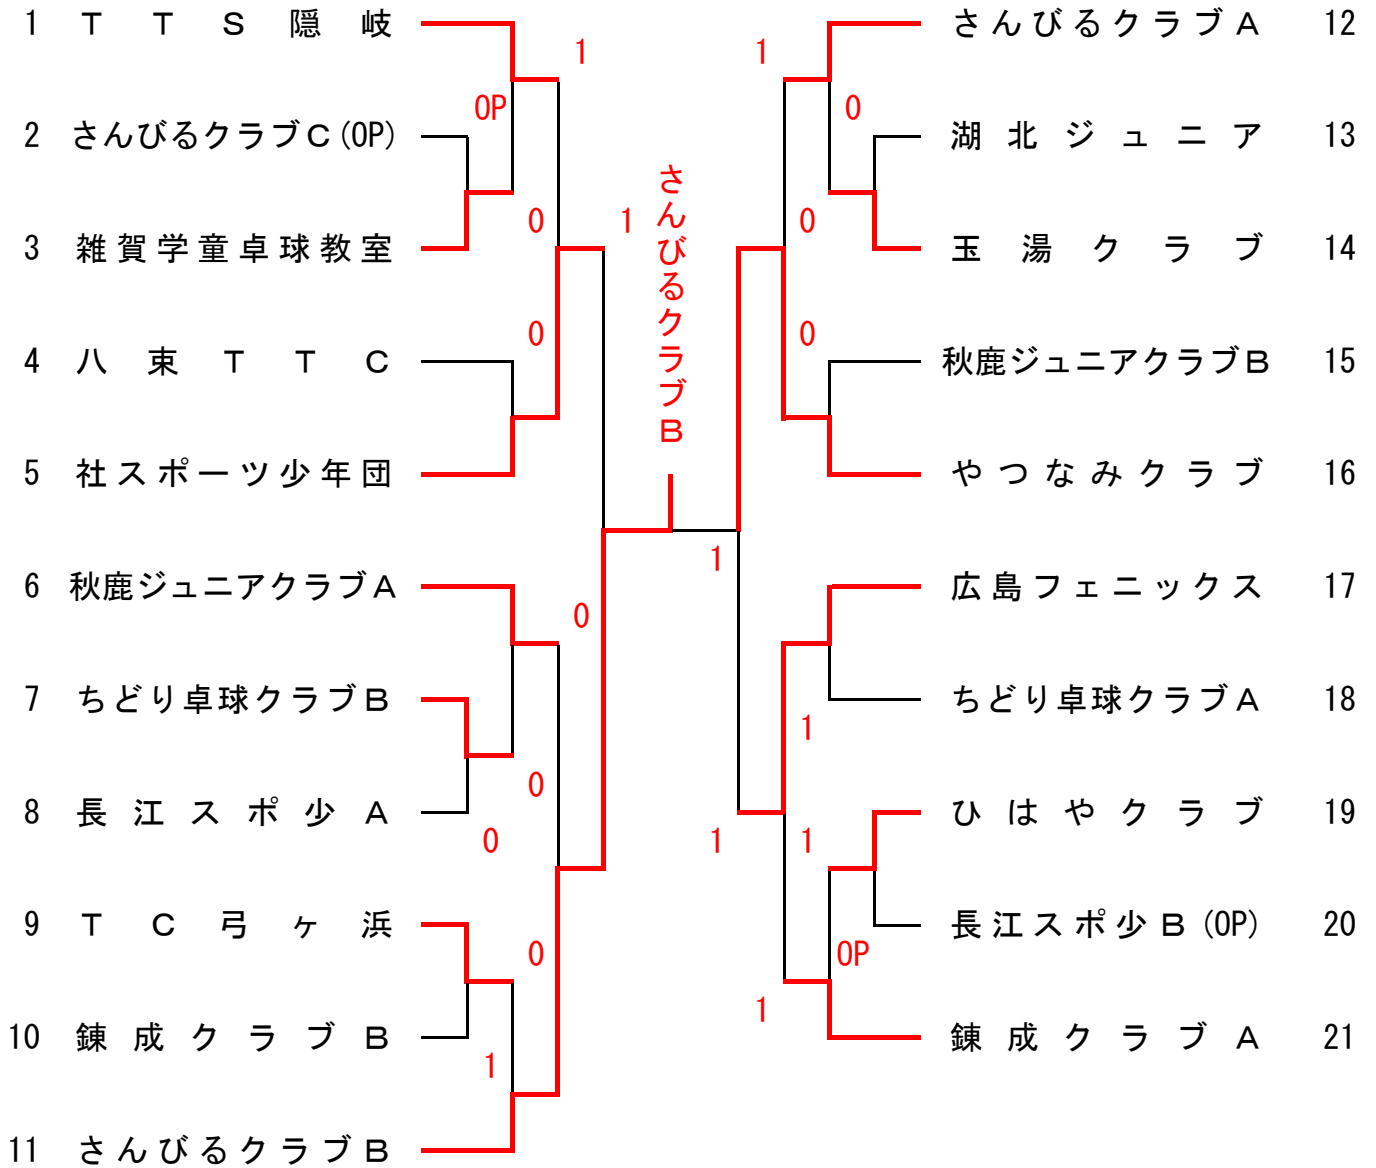 1 TTS隠岐
2 さんびるクラブC(OP)
3 雑賀学童卓球教室
4 八束TTC
5 社スポーツ少年団
6 秋鹿ジュニアクラブA
7 ちどり卓球クラブB
8 長江スポ少A
9 TC弓ヶ浜
10 錬成クラブB
11 さんびるクラブB
1
OP
0
1
0
0
0
0
0
1
さんびるクラブB
1
0
0
0
1
1
1
1
OP
1
さんびるクラブA 12
湖北ジュニア 13
玉湯クラブ 14
秋鹿ジュニアクラブB 15
やつなみクラブ 16
広島フェニックス 17
ちどり卓球クラブA 18
ひはやクラブ 19
長江スポ少B(OP) 20
錬成クラブA 21